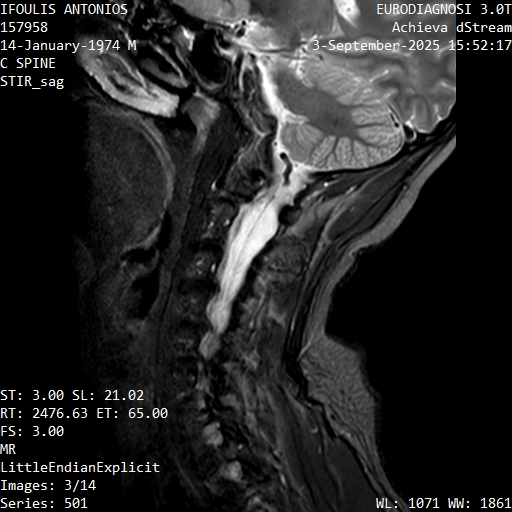 IFOULIS ANTONIOS
157958
14-January-1974 M
C SPINE
STIR_sag
EURODIAGNOSI 3.0T
Achieva dStream
3-September-2025 15:52:17
ST: 3.00 SL: 21.02
RT: 2476.63 ET: 65.00
FS: 3.00
MR
LittleEndianExplicit
Images: 3/14
Series: 501
WL: 1071 WW: 1861